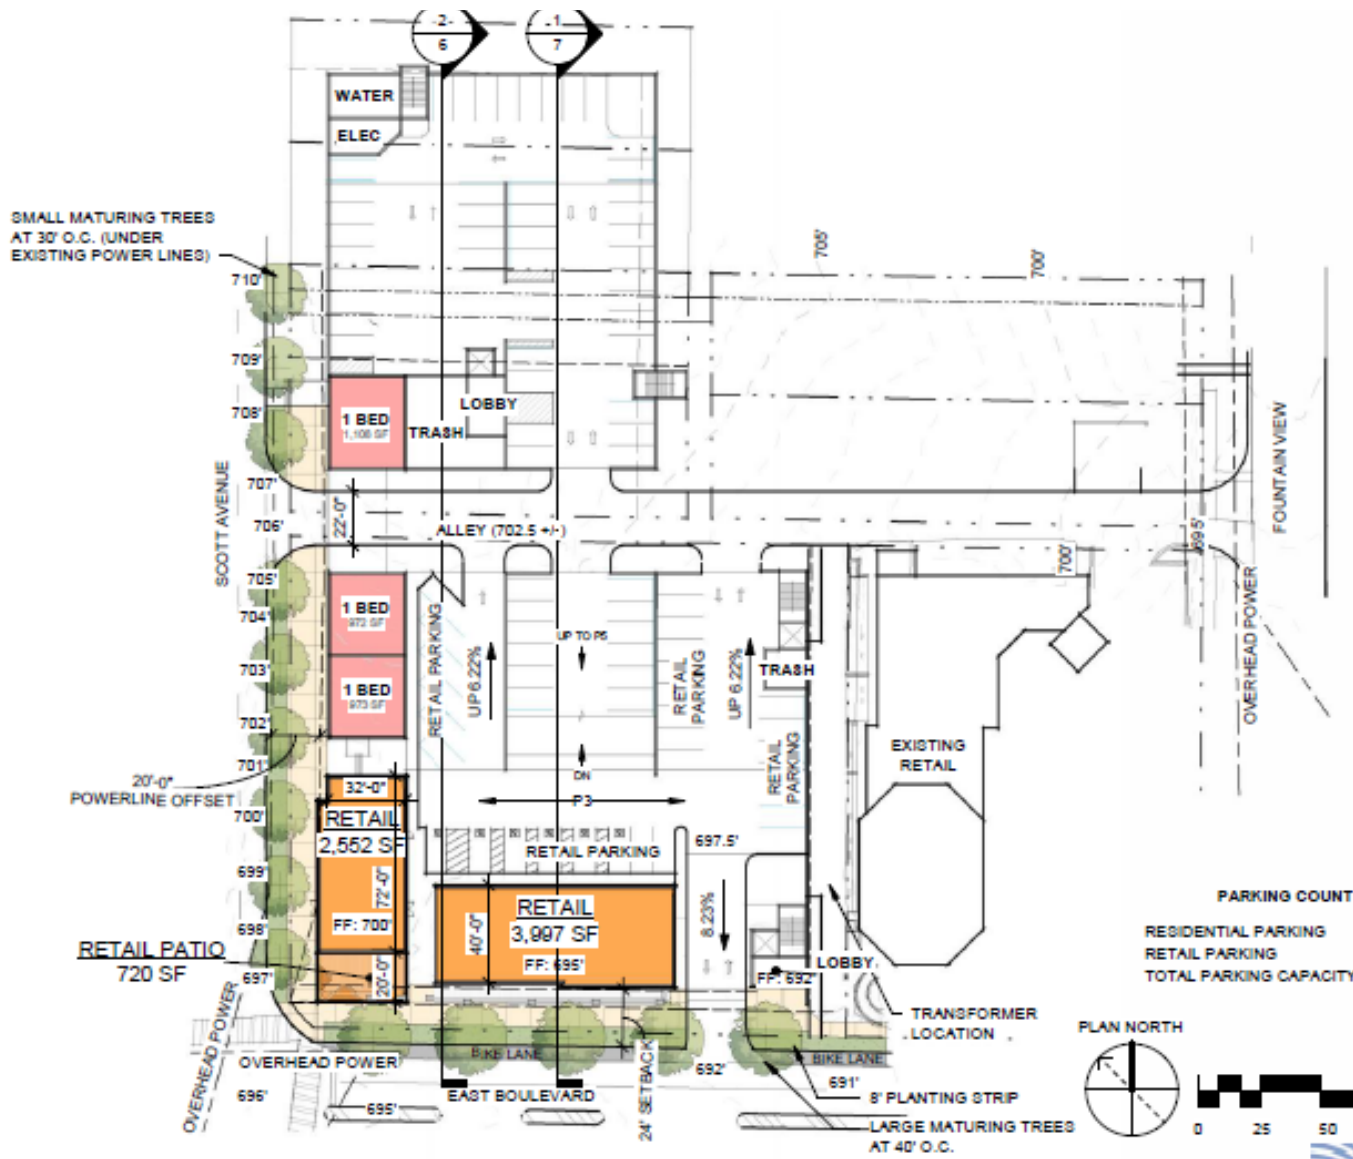 2
6
1
7
WATER
ELEC
SMALL MATURING TREES
AT 30' O.C. (UNDER
EXISTING POWER LINES)
710'
705'
700'
709'
708'
1 BED
1,108 SF
LOBBY
TRASH
707'
SCOTT AVENUE
706'
22'-0"
ALLEY (702.5 +/-)
FOUNTAIN VIEW
695'
700'
705'
704'
703'
702'
701'
700'
699'
698'
697'
1 BED
972 SF
1 BED
973 SF
RETAIL PARKING
UP 6.22%
UP TO P5
DN
P3
RETAIL
PARKING
UP 6.22%
TRASH
RETAIL
PARKING
EXISTING
RETAIL
OVERHEAD POWER
20'-0"
POWERLINE OFFSET
32'-0"
RETAIL
2,552 SF
72'-0"
FF: 700'
RETAIL PARKING
697.5'
RETAIL
3,997 SF
40'-0"
FF: 695'
8.23%
RETAIL PATIO
720 SF
20'-0"
LOBBY
FF: 692'
PARKING COUNT
RESIDENTIAL PARKING
RETAIL PARKING
TOTAL PARKING CAPACITY
TRANSFORMER
LOCATION
PLAN NORTH
OVERHEAD POWER
OVERHEAD POWER
BIKE LANE
BIKE LANE
24' SETBACK
692'
691'
696'
695'
EAST BOULEVARD
8' PLANTING STRIP
LARGE MATURING TREES
AT 40' O.C.
0 25 50